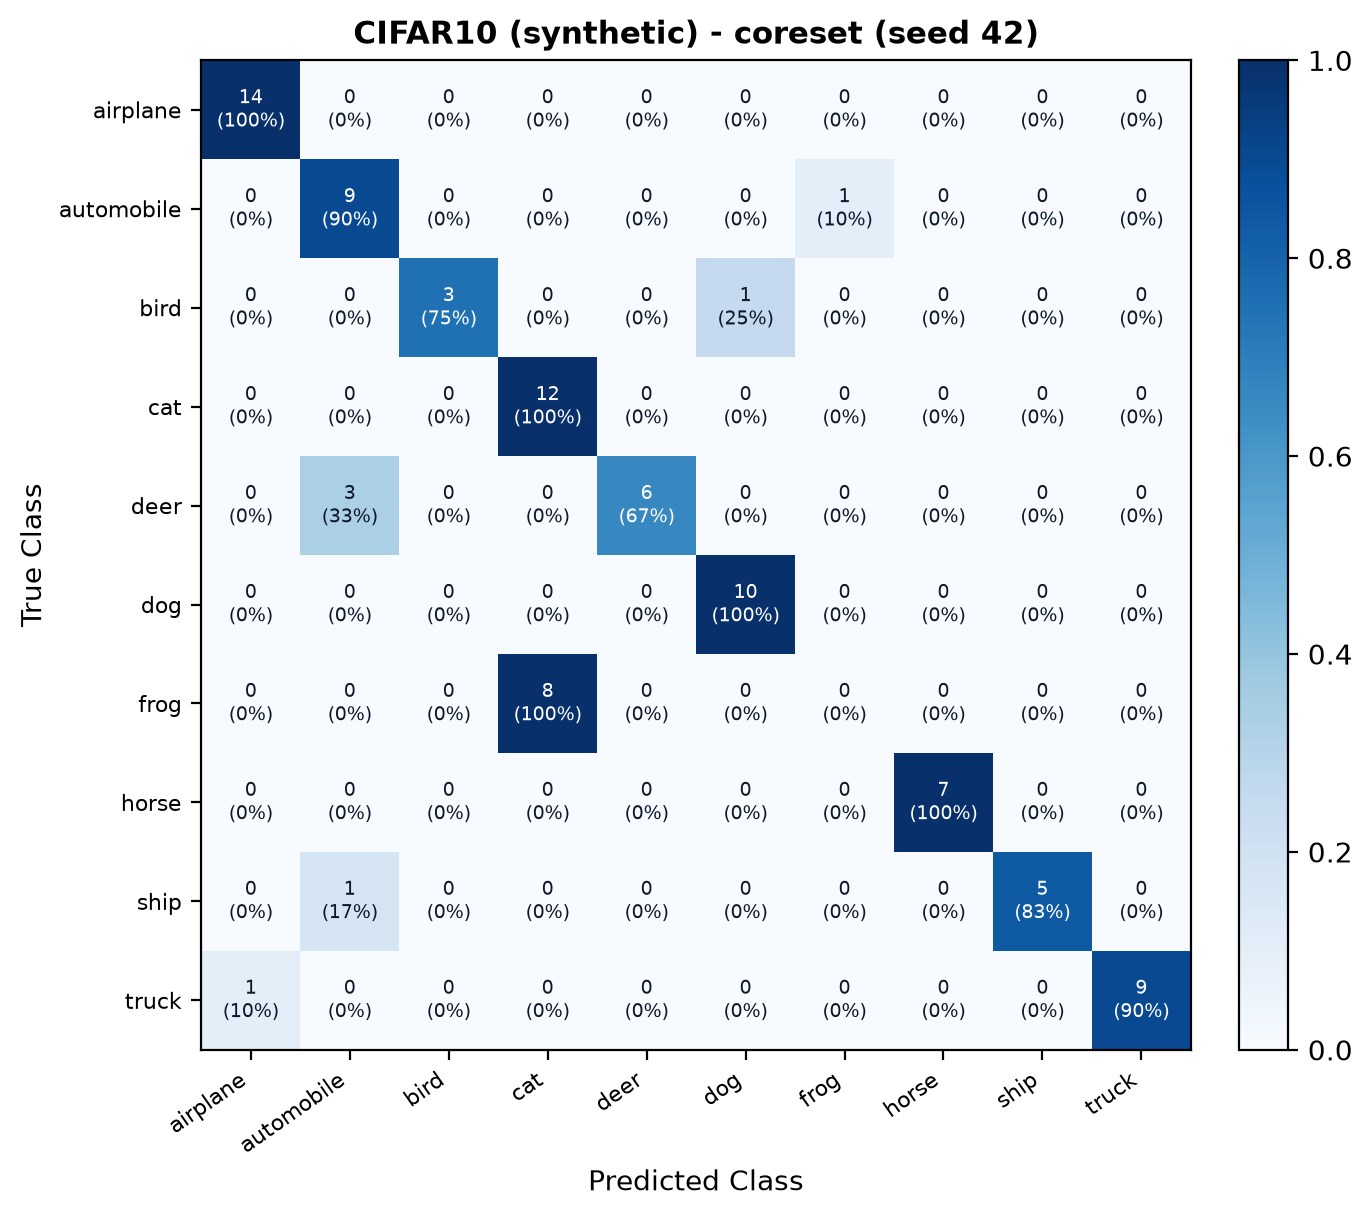 CIFAR10 (synthetic) - coreset (seed 42)
True Class
airplane
14 0 0 0 0 0 0 0 0 0
(100%) (0%) (0%) (0%) (0%) (0%) (0%) (0%) (0%) (0%)
automobile
0 9 0 0 0 0 1 0 0 0
(0%) (90%) (0%) (0%) (0%) (0%) (10%) (0%) (0%) (0%)
bird
0 0 3 0 0 1 0 0 0 0
(0%) (0%) (75%) (0%) (0%) (25%) (0%) (0%) (0%) (0%)
cat
0 0 0 12 0 0 0 0 0 0
(0%) (0%) (0%) (100%) (0%) (0%) (0%) (0%) (0%) (0%)
deer
0 3 0 0 6 0 0 0 0 0
(0%) (33%) (0%) (0%) (67%) (0%) (0%) (0%) (0%) (0%)
dog
0 0 0 0 0 10 0 0 0 0
(0%) (0%) (0%) (0%) (0%) (100%) (0%) (0%) (0%) (0%)
frog
0 0 0 8 0 0 0 0 0 0
(0%) (0%) (0%) (100%) (0%) (0%) (0%) (0%) (0%) (0%)
horse
0 0 0 0 0 0 0 7 0 0
(0%) (0%) (0%) (0%) (0%) (0%) (0%) (100%) (0%) (0%)
ship
0 1 0 0 0 0 0 0 5 0
(0%) (17%) (0%) (0%) (0%) (0%) (0%) (0%) (83%) (0%)
truck
1 0 0 0 0 0 0 0 0 9
(10%) (0%) (0%) (0%) (0%) (0%) (0%) (0%) (0%) (90%)
airplane automobile bird cat deer dog frog horse ship truck
Predicted Class
1.0
0.8
0.6
0.4
0.2
0.0